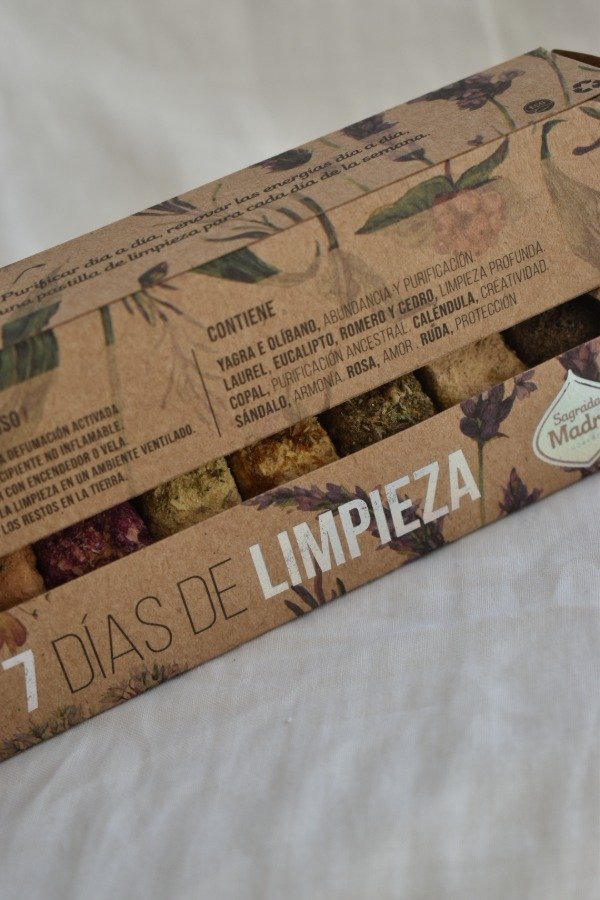 Purificar día a día, renovar las energías día a día,
una pastilla de limpieza para cada día de la semana.
CONTIENE
YAGRA E OLÍBANO, ABUNDANCIA Y PURIFICACIÓN.
LAUREL, EUCALIPTO, ROMERO Y CEDRO, LIMPIEZA PROFUNDA.
COPAL, PURIFICACIÓN ANCESTRAL. CALÉNDULA, CREATIVIDAD.
SÁNDALO, ARMONÍA. ROSA, AMOR. RUDA, PROTECCIÓN
USO
DEFUMACIÓN ACTIVADA
NO INFLAMABLE.
CON ENCENDEDOR O VELA.
LA LIMPIEZA EN UN AMBIENTE VENTILADO.
LOS RESTOS EN LA TIERRA.
Sagrada
Madre
7 DÍAS DE LIMPIEZA